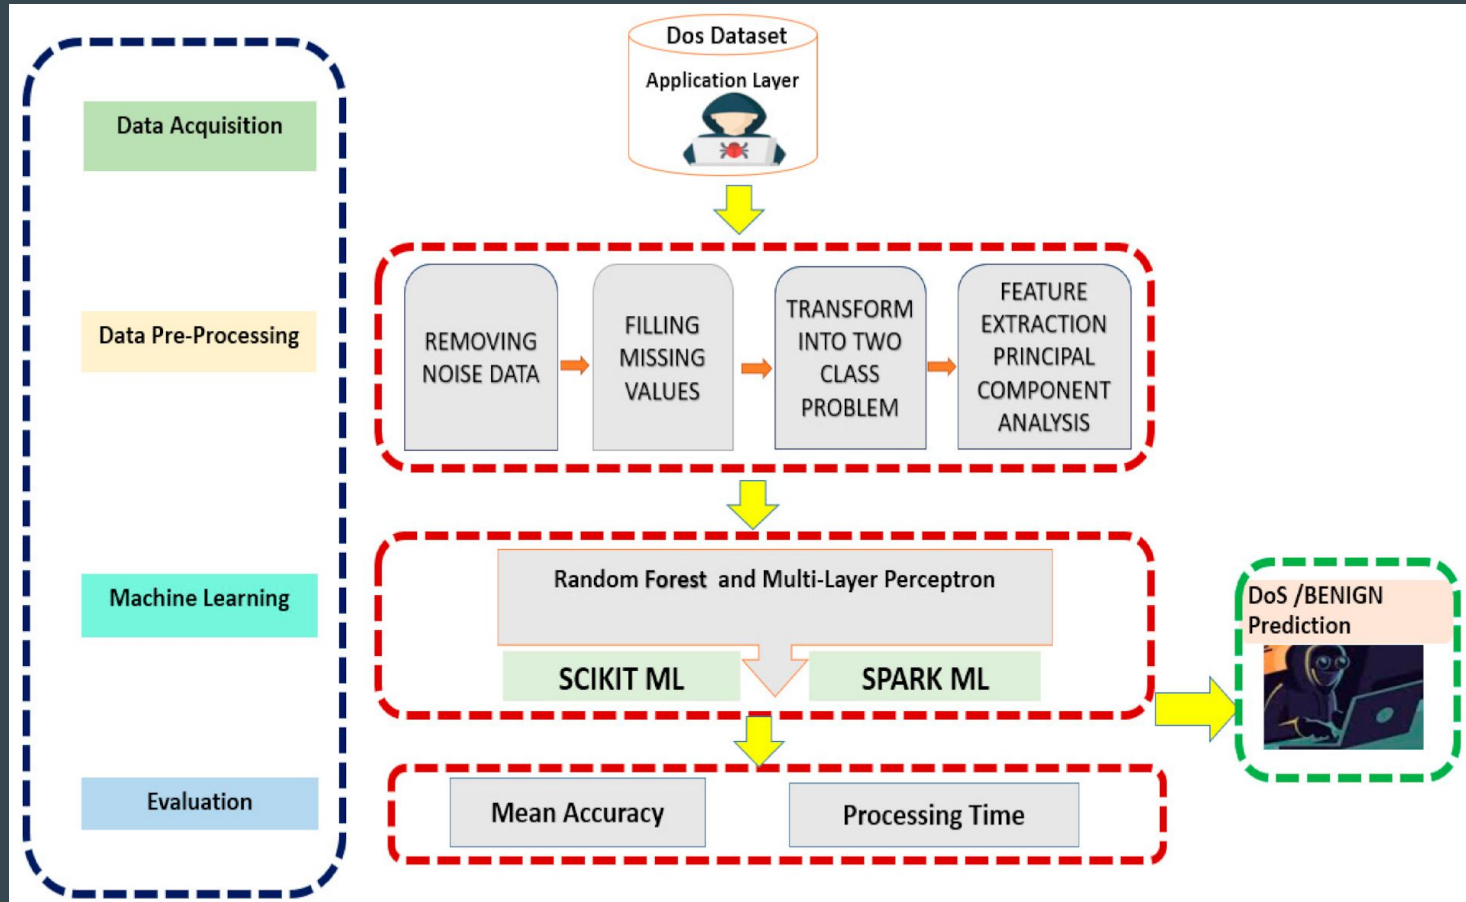 Dos Dataset
Application Layer
Data Acquisition
Data Pre-Processing
REMOVING
NOISE DATA
FILLING
MISSING
VALUES
TRANSFORM
INTO TWO
CLASS
PROBLEM
FEATURE
EXTRACTION
PRINCIPAL
COMPONENT
ANALYSIS
Machine Learning
Random Forest and Multi-Layer Perceptron
SCIKIT ML
SPARK ML
DoS /BENIGN
Prediction
Evaluation
Mean Accuracy
Processing Time